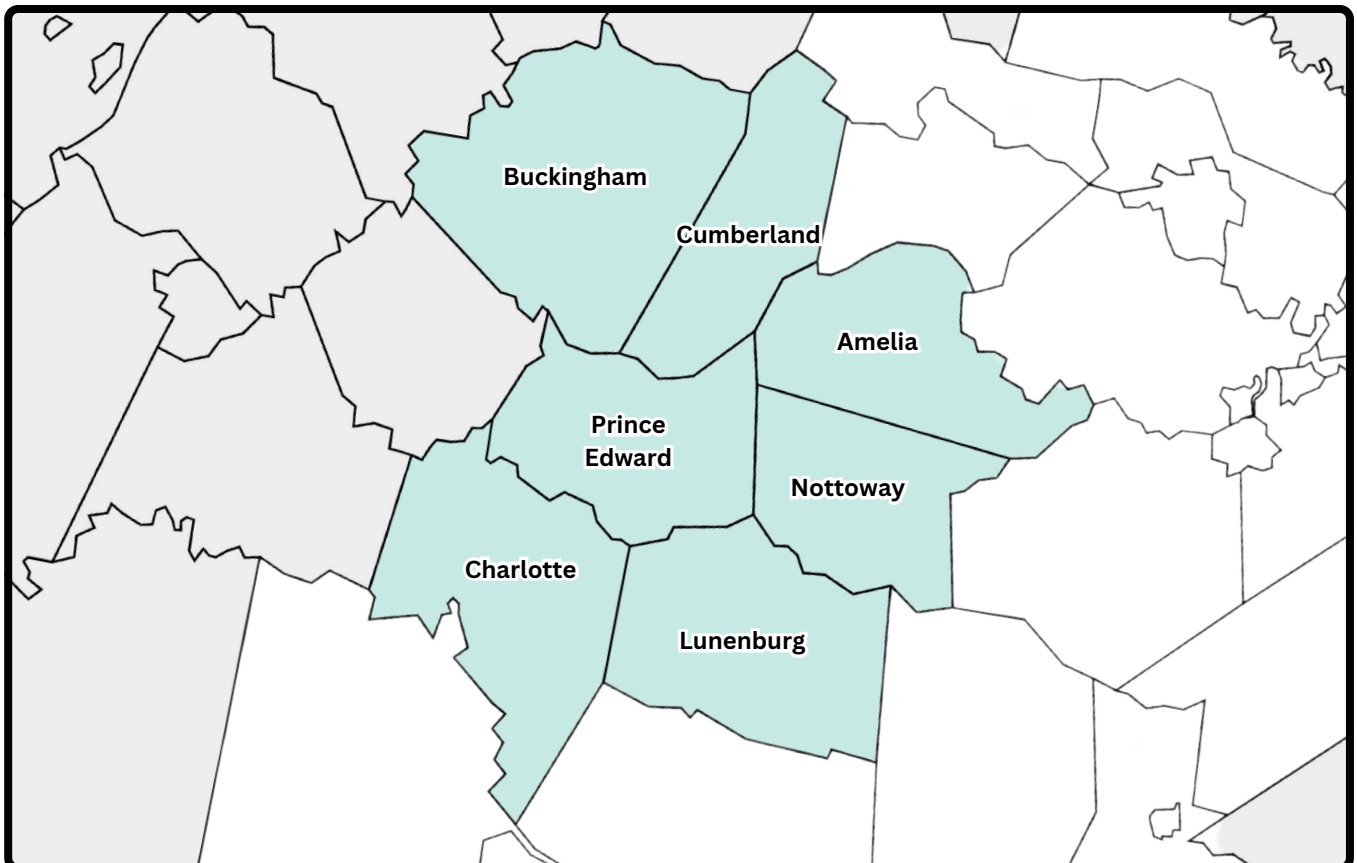 Buckingham
Cumberland
Amelia
Prince
Edward
Nottoway
Charlotte
Lunenburg